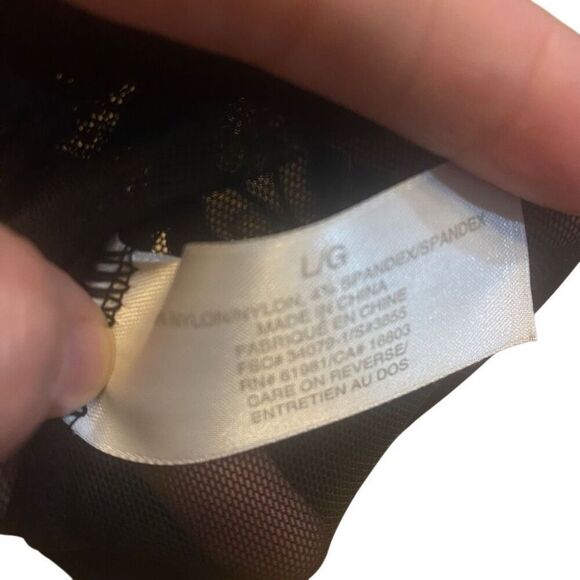 L/G
NYLON/NYLON, 4% SPANDEX/SPANDEX
MADE IN CHINA
FABRIQUÉ EN CHINE
FSC# 34079-1/S#3855
RN# 61981/CA# 16803
CARE ON REVERSE/
ENTRETIEN AU DOS